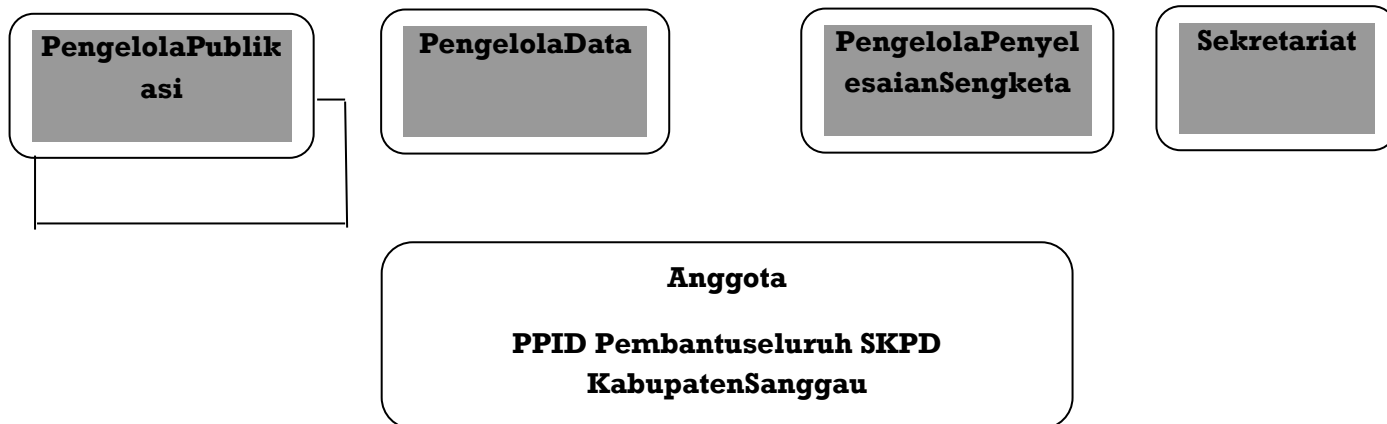 PengelolaPublik
asi
PengelolaData
PengelolaPenyel
esaianSengketa
Sekretariat
Anggota
PPID Pembantuseluruh SKPD
KabupatenSanggau